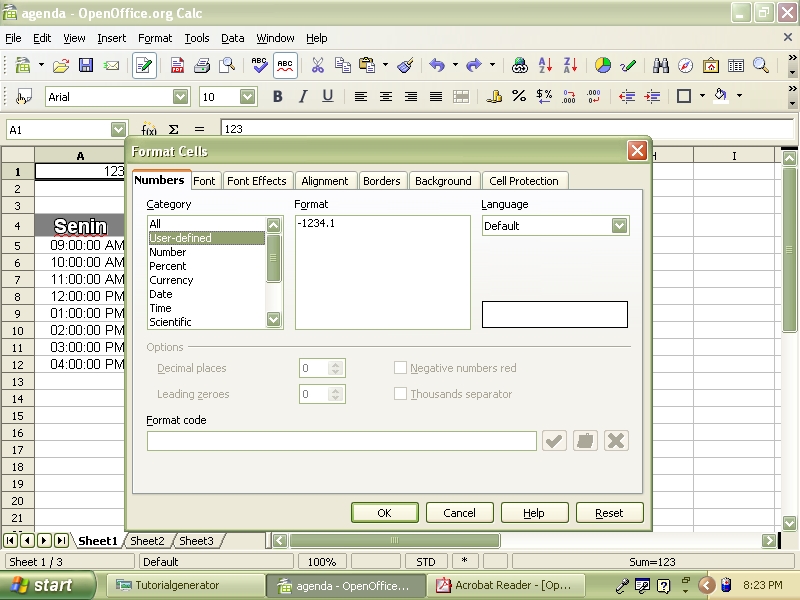 agenda - OpenOffice.org Calc
File Edit View Insert Format Tools Data Window Help
ABC ABC
Arial 10 B I U
A1 f(x) Σ = 123
A H I
1 123
2
3
4 Senin
5 09:00:00 AM
6 10:00:00 AM
7 11:00:00 AM
8 12:00:00 PM
9 01:00:00 PM
10 02:00:00 PM
11 03:00:00 PM
12 04:00:00 PM
13
14
15
16
17
18
19
20
21
Format Cells
Numbers Font Font Effects Alignment Borders Background Cell Protection
Category Format Language
All
User-defined
Number
Percent
Currency
Date
Time
Scientific
-1234.1
Default
Options
Decimal places 0 Negative numbers red
Leading zeroes 0 Thousands separator
Format code
OK Cancel Help Reset
Sheet1 Sheet2 Sheet3
Sheet 1 / 3 Default 100% STD * Sum=123
start Tutorialgenerator agenda - OpenOffice... Acrobat Reader - [Op... 8:23 PM